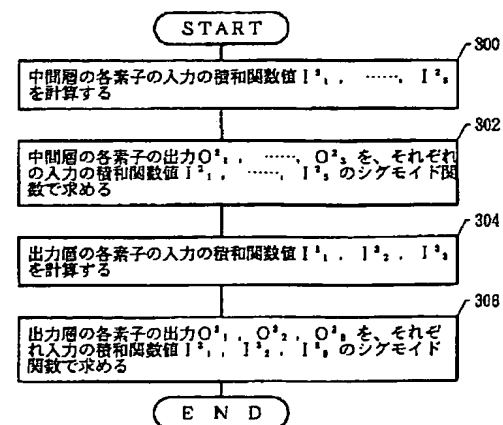 START
300
中間層の各素子の入力の積和関数値I²₁, ……, I²₅
を計算する
302
中間層の各素子の出力O²₁, ……, O²₅を、それぞれ
の入力の積和関数値I²₁, ……, I²₅のシグモイド関
数で求める
304
出力層の各素子の入力の積和関数値I³₁, I³₂, I³₃
を計算する
306
出力層の各素子の出力O³₁, O³₂, O³₃を、それぞ
れ入力の積和関数値I³₁, I³₂, I³₃のシグモイド
関数で求める
END